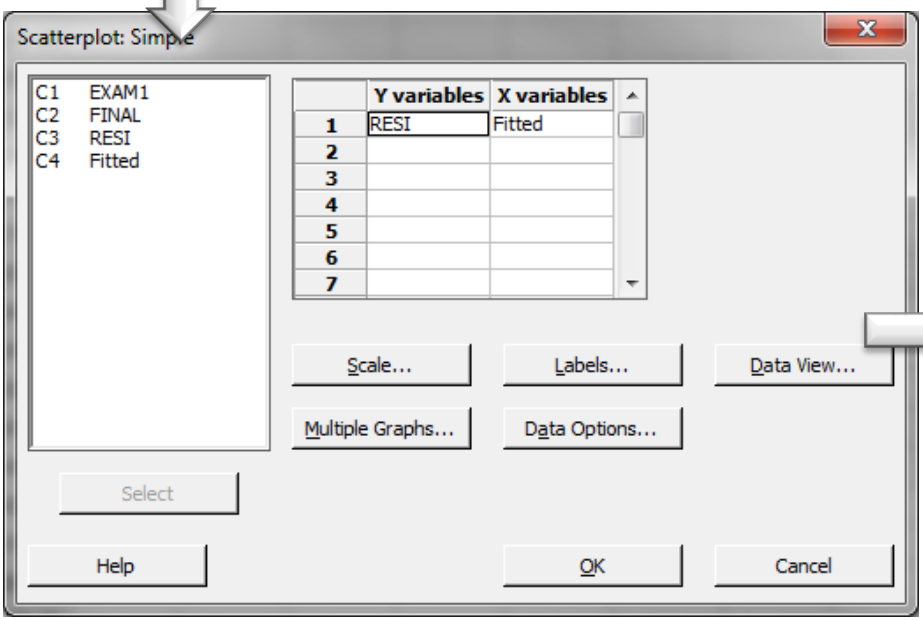 Scatterplot: Simple
X
C1 EXAM1
C2 FINAL
C3 RESI
C4 Fitted
Y variables X variables
1 RESI Fitted
2
3
4
5
6
7
Scale... Labels... Data View...
Multiple Graphs... Data Options...
Select
Help OK Cancel